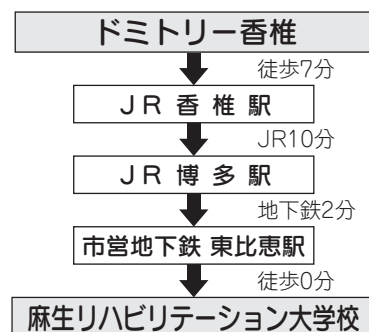 ドミトリー香椎
徒歩7分
JR香椎駅
JR10分
JR博多駅
地下鉄2分
市営地下鉄 東比恵駅
徒歩0分
麻生リハビリテーション大学校